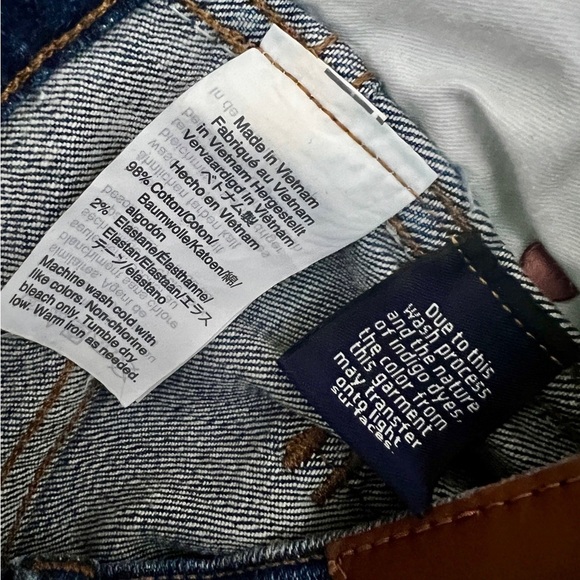 Made in Vietnam
Fabriqué au Vietnam
Vervaardigd in Vietnam
in Vietnam Hergestellt
ベトナム製
Hecho en Vietnam
98% Cotton/Coton/
Baumwolle/Katoen/綿/
algodón
2% Elastane/Elasthanne/
Elastan/Elastaan/エラス
テーン/elastano
Machine wash cold with
like colors. Non-chlorine
bleach only. Tumble dry
low. Warm iron as needed.
Due to this
wash process
and the nature
of indigo dyes,
the color from
this garment
may transfer
onto light
surfaces.